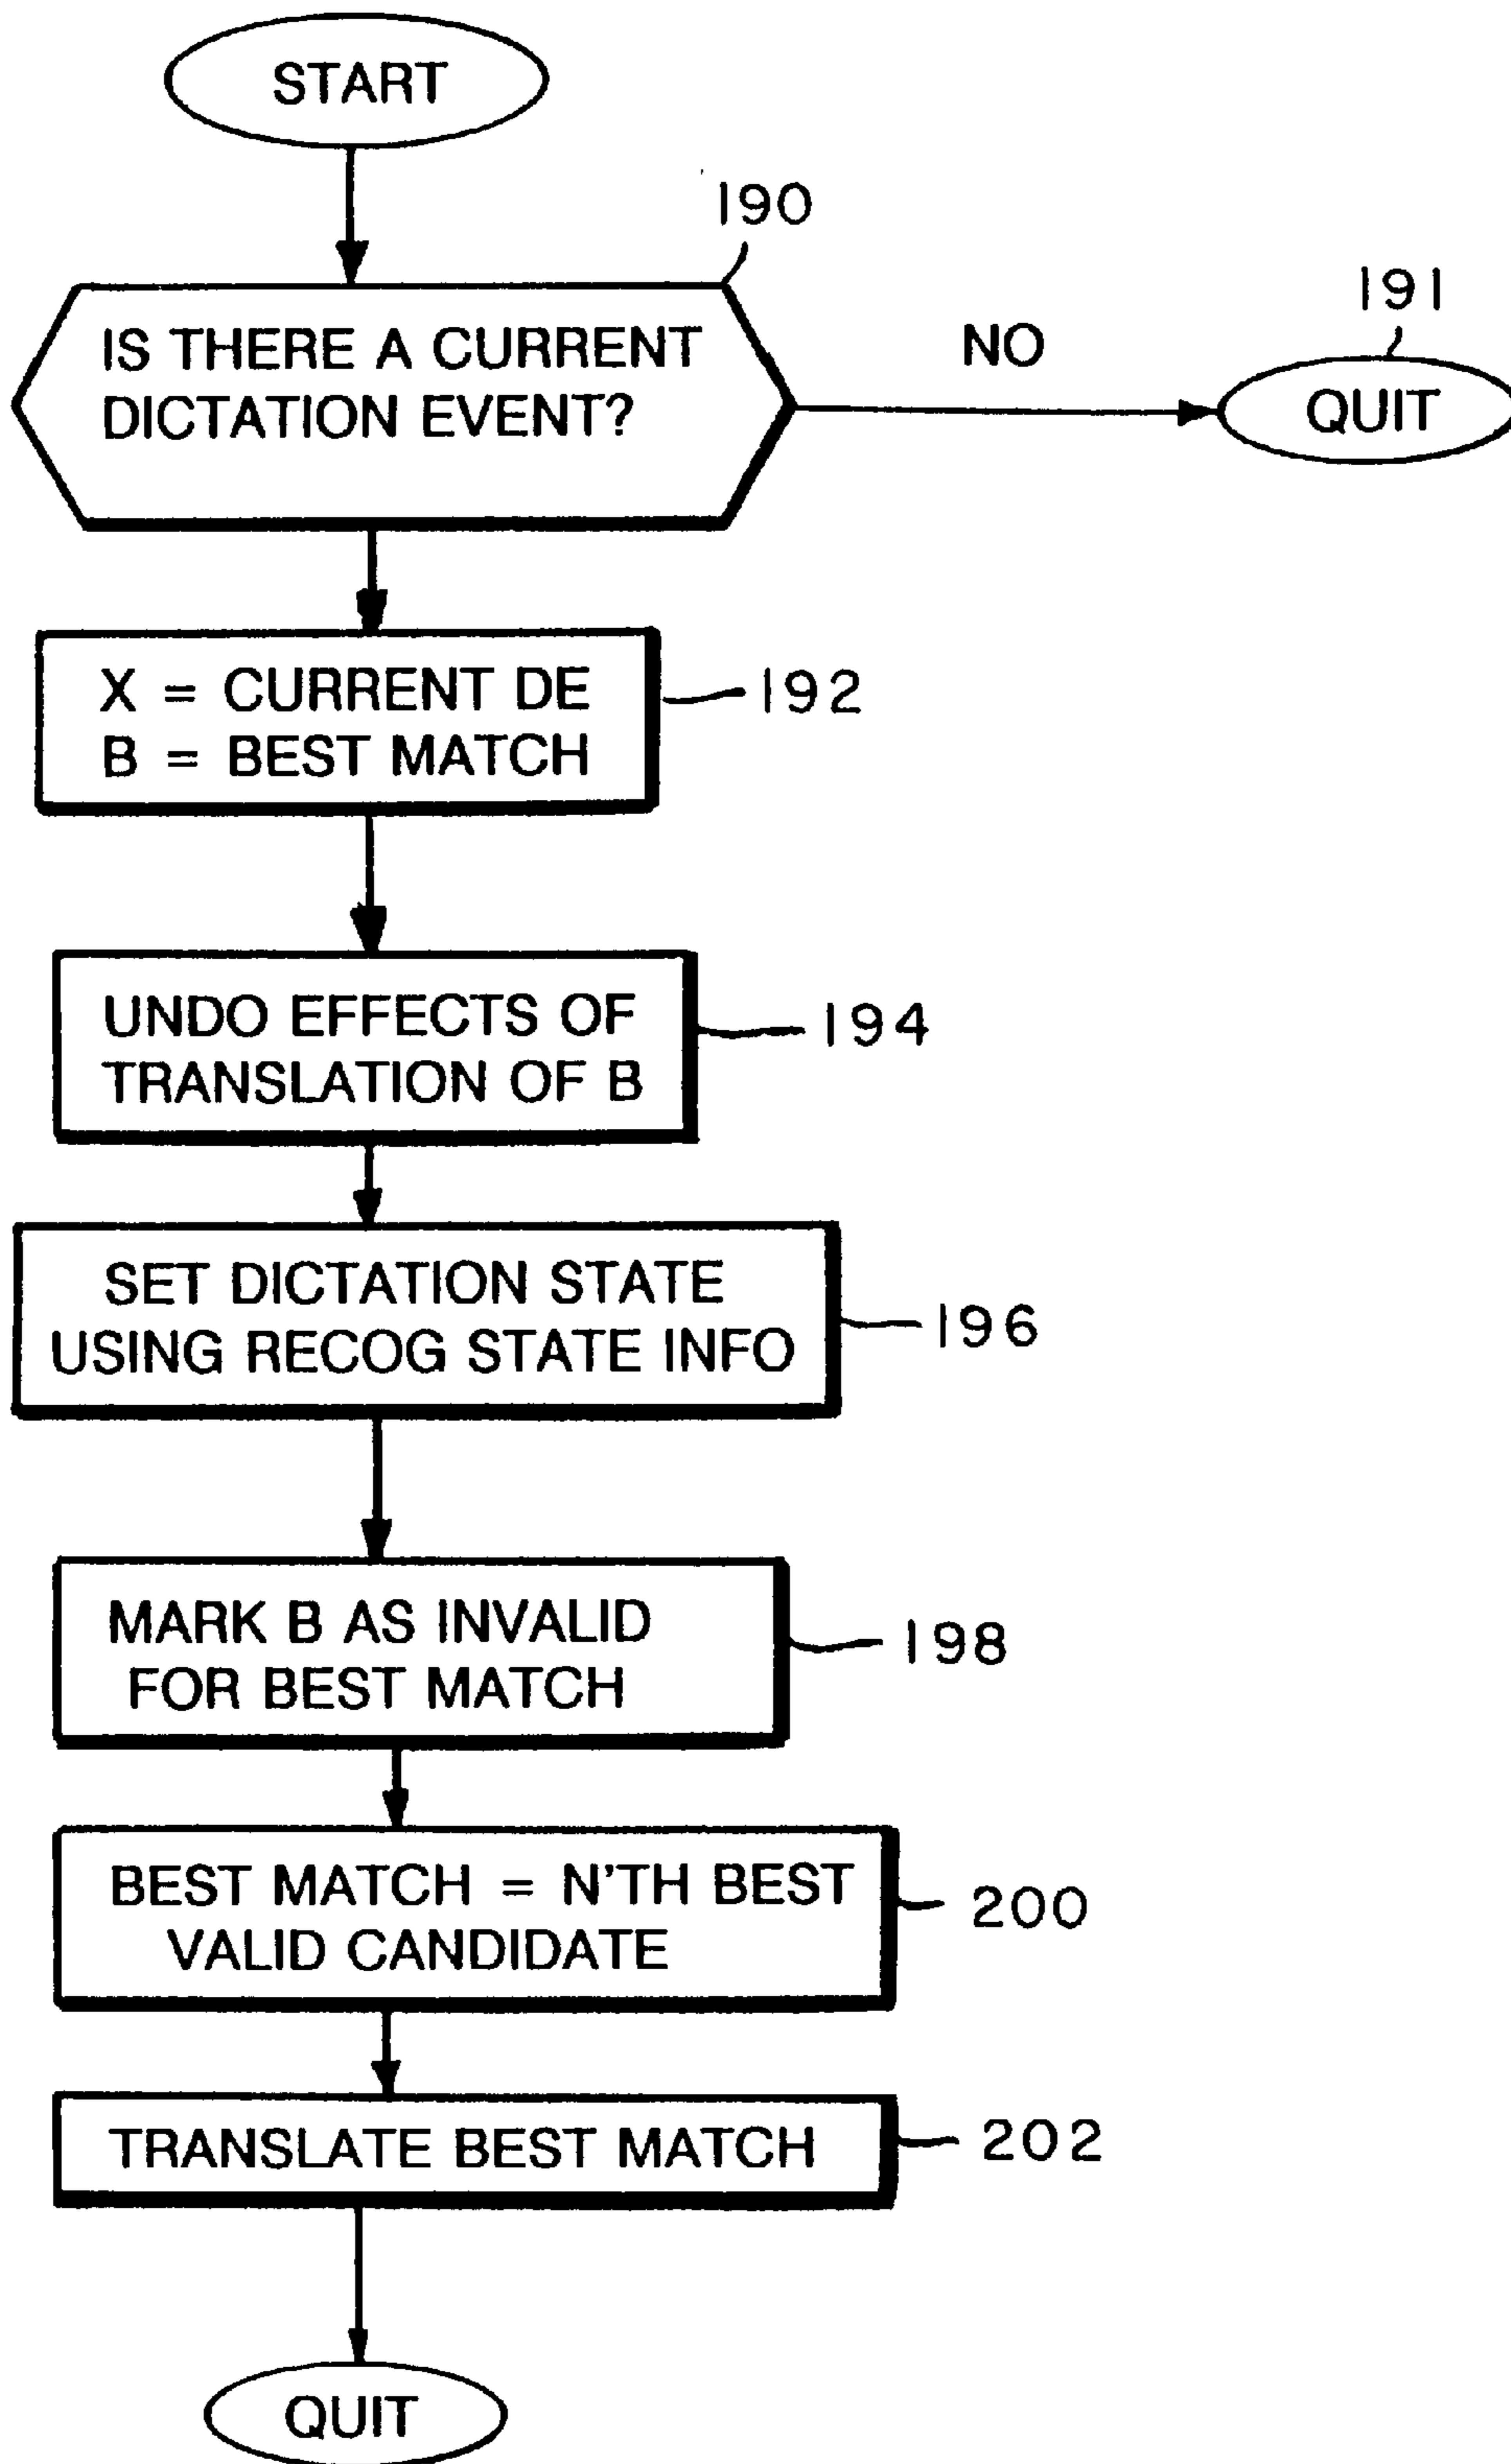 START
190
IS THERE A CURRENT
DICTATION EVENT?
NO
191
QUIT
X = CURRENT DE
B = BEST MATCH
192
UNDO EFFECTS OF
TRANSLATION OF B
194
SET DICTATION STATE
USING RECOG STATE INFO
196
MARK B AS INVALID
FOR BEST MATCH
198
BEST MATCH = N'TH BEST
VALID CANDIDATE
200
TRANSLATE BEST MATCH
202
QUIT